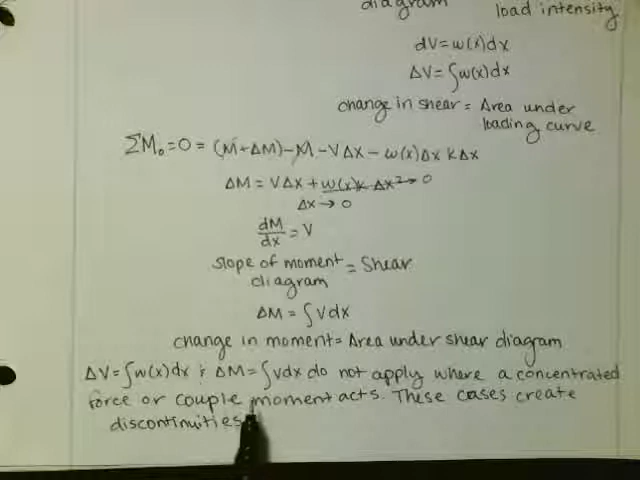 diagram load intensity
dV = w(x)dx
ΔV = ∫w(x)dx
change in shear = Area under
loading curve
ΣM₀=0 = (M+ΔM) - M - VΔx - w(x)Δx kΔx
ΔM = VΔx + w(x)k Δx² → 0
Δx → 0
dM/dx = V
slope of moment = Shear
diagram
ΔM = ∫Vdx
change in moment = Area under shear diagram
ΔV = ∫w(x)dx ; ΔM = ∫Vdx do not apply where a concentrated
force or couple moment acts. These cases create
discontinuities